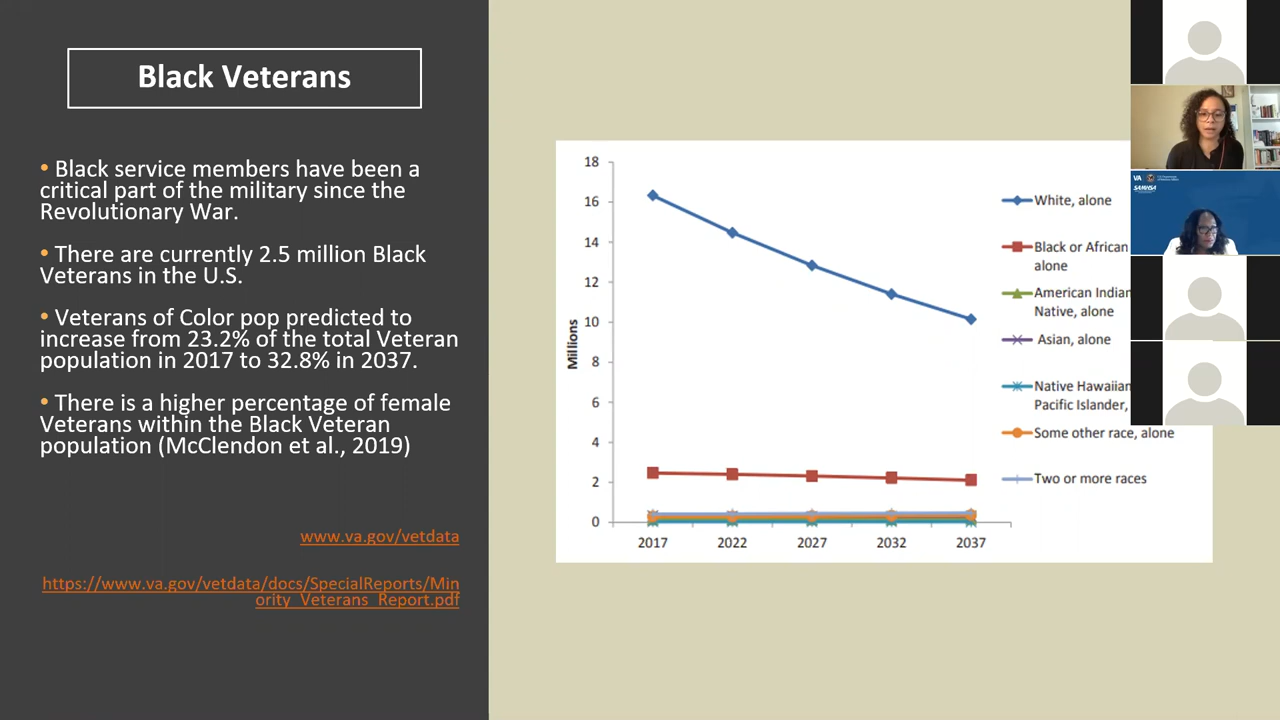 Black Veterans
• Black service members have been a
critical part of the military since the
Revolutionary War.
• There are currently 2.5 million Black
Veterans in the U.S.
• Veterans of Color pop predicted to
increase from 23.2% of the total Veteran
population in 2017 to 32.8% in 2037.
• There is a higher percentage of female
Veterans within the Black Veteran
population (McClendon et al., 2019)
www.va.gov/vetdata
https://www.va.gov/vetdata/docs/SpecialReports/Min
ority_Veterans_Report.pdf
18
16
14
12
10
8
6
4
2
0
Millions
2017 2022 2027 2032 2037
White, alone
Black or African
alone
American Indian
Native, alone
Asian, alone
Native Hawaiian
Pacific Islander,
Some other race, alone
Two or more races
VA
SAMHSA